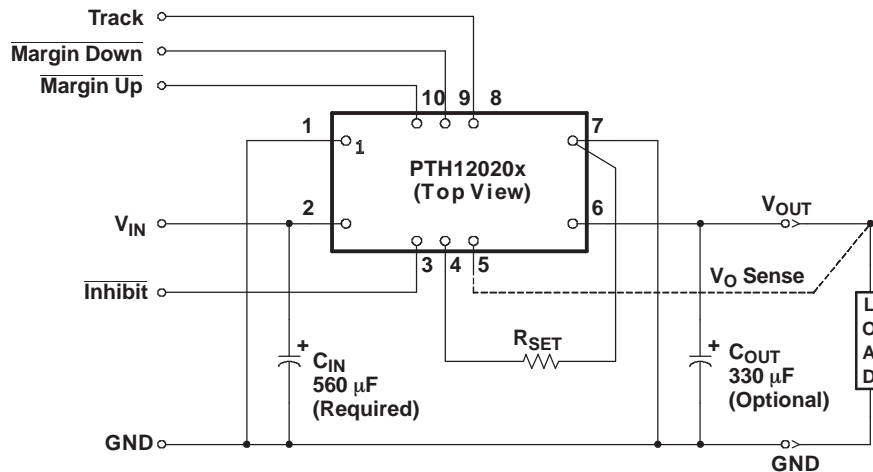 Track
Margin Down
Margin Up
10 9 8
1
1
7
PTH12020x
(Top View)
VIN
2
6
VOUT
3 4 5
Inhibit
VO Sense
RSET
L
O
A
D
+
CIN
560 µF
(Required)
+
COUT
330 µF
(Optional)
GND
GND